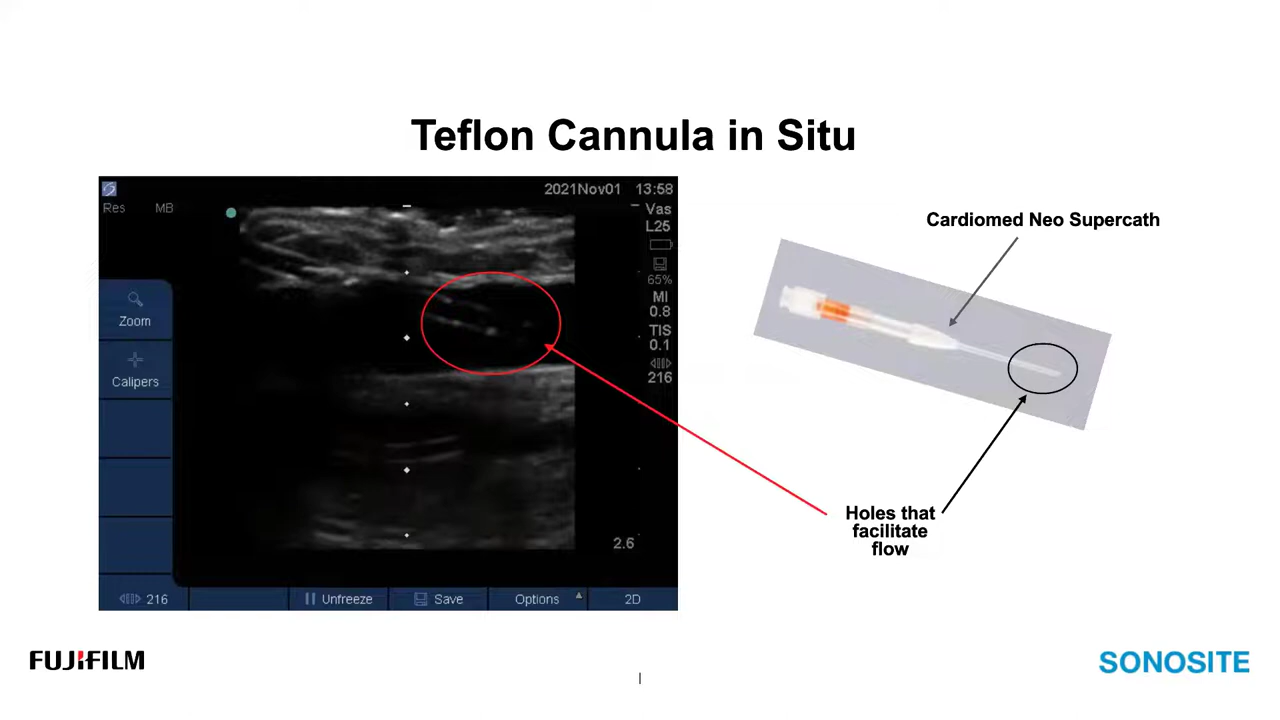 Teflon Cannula in Situ
2021Nov01 13:58
Res MB
Vas
L25
65%
MI
0.8
TIS
0.1
216
Zoom
Calipers
2.6
216
Unfreeze
Save
Options
2D
Cardiomed Neo Supercath
Holes that
facilitate
flow
FUJIFILM
SONOSITE